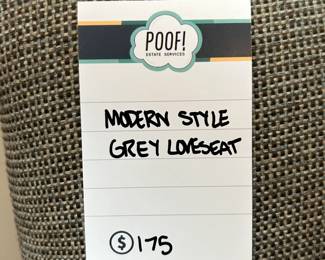 POOF!
ESTATE SERVICES
MODERN STYLE
GREY LOVESEAT
$ 175